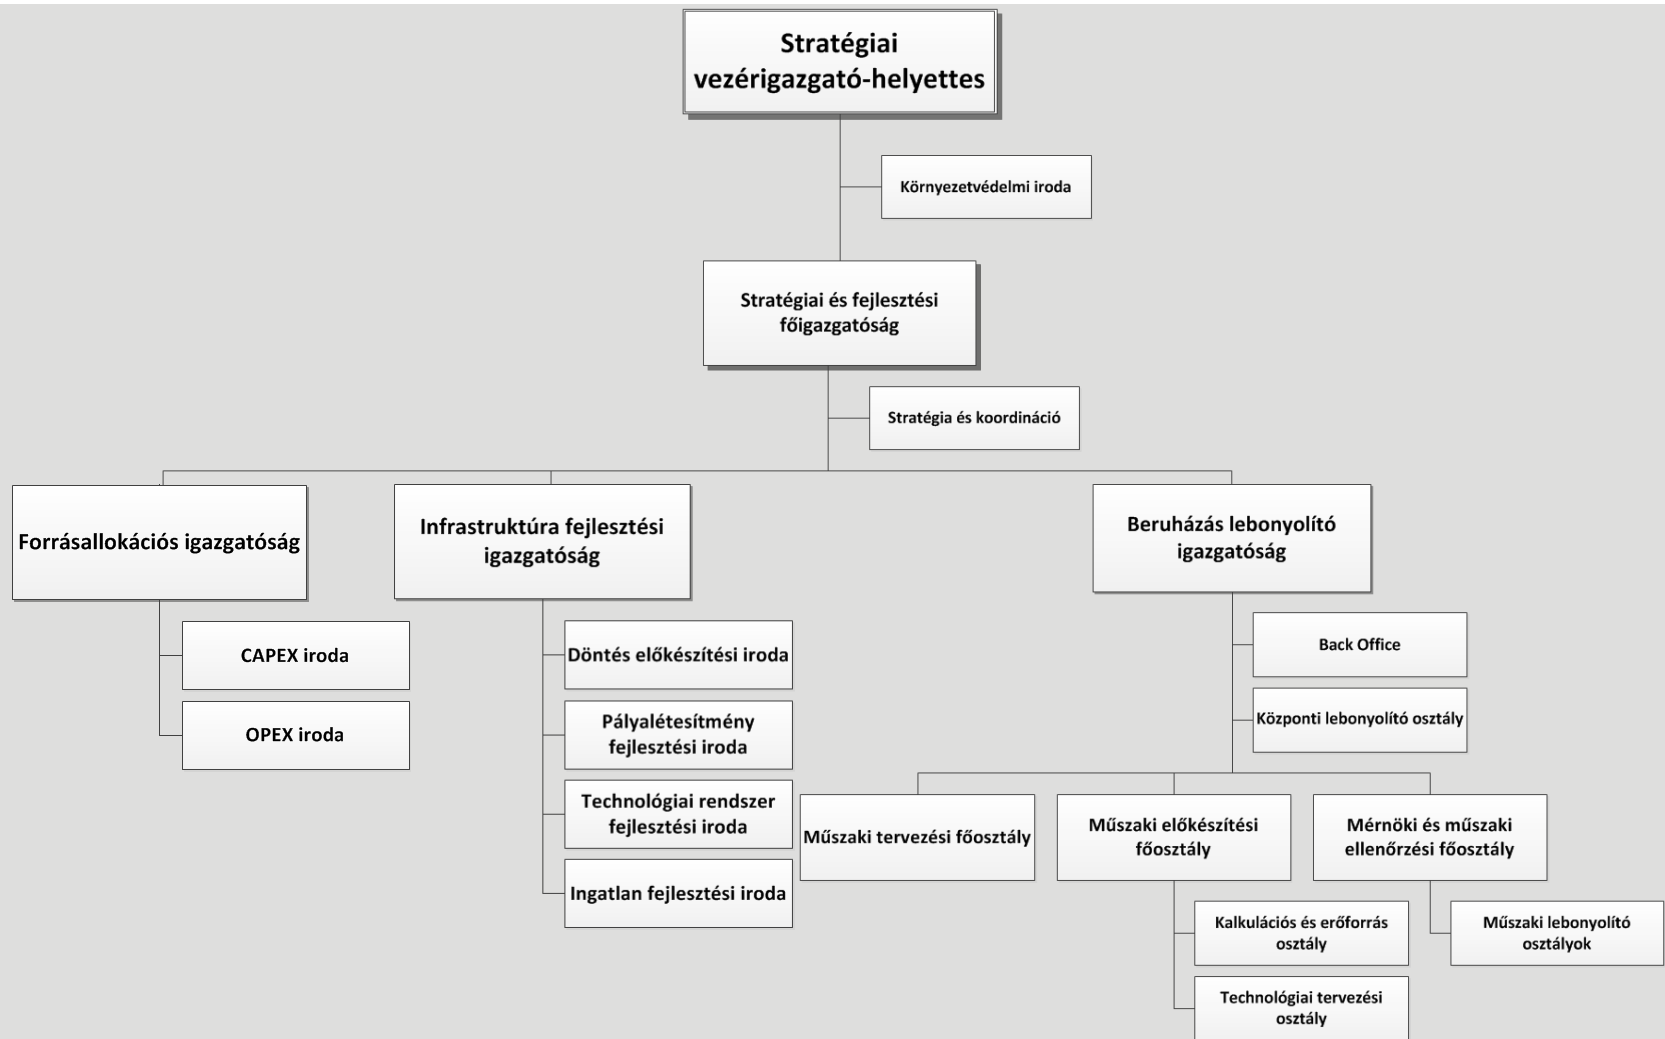 Stratégiai
vezérigazgató-helyettes
Környezetvédelmi iroda
Stratégiai és fejlesztési
főigazgatóság
Stratégia és koordináció
Forrásallokációs igazgatóság
Infrastruktúra fejlesztési
igazgatóság
Beruházás lebonyolító
igazgatóság
CAPEX iroda
OPEX iroda
Döntés előkészítési iroda
Pályalétesítmény
fejlesztési iroda
Technológiai rendszer
fejlesztési iroda
Ingatlan fejlesztési iroda
Back Office
Központi lebonyolító osztály
Műszaki tervezési főosztály
Műszaki előkészítési
főosztály
Mérnöki és műszaki
ellenőrzési főosztály
Kalkulációs és erőforrás
osztály
Technológiai tervezési
osztály
Műszaki lebonyolító
osztályok